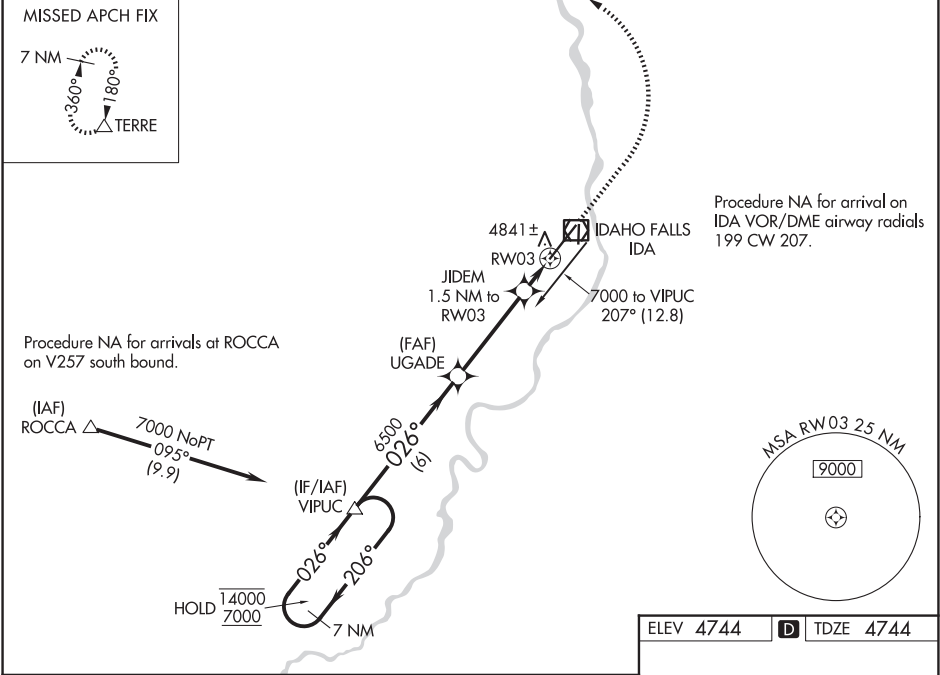 MISSED APCH FIX
7 NM
360°
180°
TERRE
4841±
IDAHO FALLS
IDA
RW03
JIDEM
1.5 NM to
RW03
7000 to VIPUC
207° (12.8)
Procedure NA for arrival on
IDA VOR/DME airway radials
199 CW 207.
(FAF)
UGADE
Procedure NA for arrivals at ROCCA
on V257 south bound.
(IAF)
ROCCA
7000 NoPT
095°
(9.9)
6500
026°
(6)
(IF/IAF)
VIPUC
026°
206°
HOLD
14000
7000
7 NM
MSA RW03 25 NM
9000
ELEV 4744
D
TDZE 4744